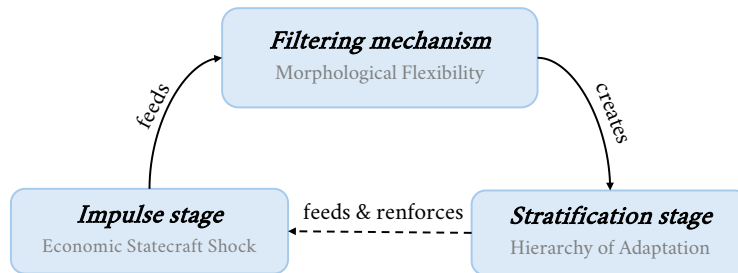 Filtering mechanism
Morphological Flexibility
feeds
creates
Impulse stage
Economic Statecraft Shock
feeds & renforces
Stratification stage
Hierarchy of Adaptation